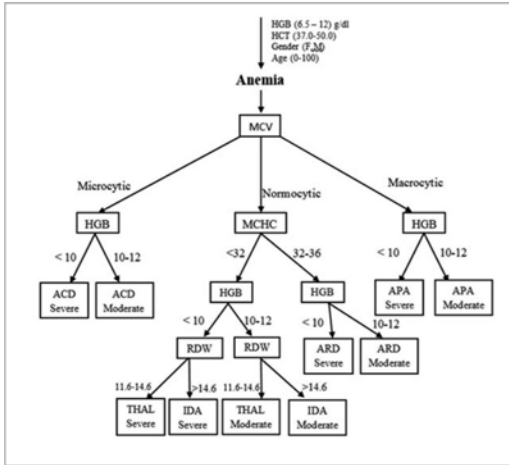 HGB (6.5 – 12) g/dl
HCT (37.0-50.0)
Gender (F,M)
Age (0-100)
Anemia
MCV
Microcytic
Normocytic
Macrocytic
HGB
MCHC
HGB
< 10
10-12
<32
32-36
< 10
10-12
ACD
Severe
ACD
Moderate
HGB
HGB
APA
Severe
APA
Moderate
< 10
10-12
< 10
10-12
RDW
RDW
ARD
Severe
ARD
Moderate
11.6-14.6
>14.6
11.6-14.6
>14.6
THAL
Severe
IDA
Severe
THAL
Moderate
IDA
Moderate